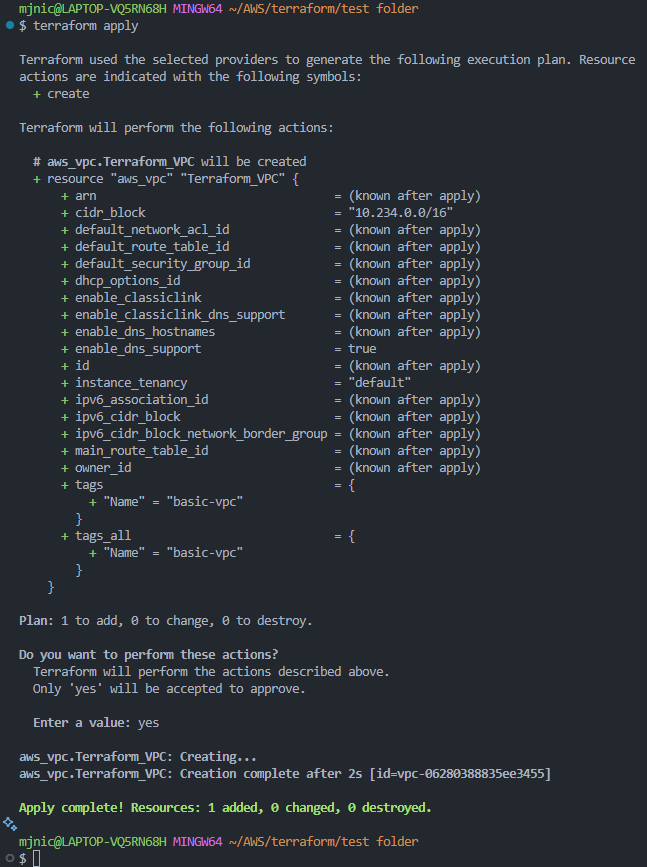 mjnic@LAPTOP-VQ5RN68H MINGW64 ~/AWS/terraform/test folder
$ terraform apply
Terraform used the selected providers to generate the following execution plan. Resource
actions are indicated with the following symbols:
+ create
Terraform will perform the following actions:
# aws_vpc.Terraform_VPC will be created
+ resource "aws_vpc" "Terraform_VPC" {
+ arn = (known after apply)
+ cidr_block = "10.234.0.0/16"
+ default_network_acl_id = (known after apply)
+ default_route_table_id = (known after apply)
+ default_security_group_id = (known after apply)
+ dhcp_options_id = (known after apply)
+ enable_classiclink = (known after apply)
+ enable_classiclink_dns_support = (known after apply)
+ enable_dns_hostnames = (known after apply)
+ enable_dns_support = true
+ id = (known after apply)
+ instance_tenancy = "default"
+ ipv6_association_id = (known after apply)
+ ipv6_cidr_block = (known after apply)
+ ipv6_cidr_block_network_border_group = (known after apply)
+ main_route_table_id = (known after apply)
+ owner_id = (known after apply)
+ tags = {
+ "Name" = "basic-vpc"
}
+ tags_all = {
+ "Name" = "basic-vpc"
}
}
Plan: 1 to add, 0 to change, 0 to destroy.
Do you want to perform these actions?
Terraform will perform the actions described above.
Only 'yes' will be accepted to approve.
Enter a value: yes
aws_vpc.Terraform_VPC: Creating...
aws_vpc.Terraform_VPC: Creation complete after 2s [id=vpc-06280388835ee3455]
Apply complete! Resources: 1 added, 0 changed, 0 destroyed.
mjnic@LAPTOP-VQ5RN68H MINGW64 ~/AWS/terraform/test folder
$